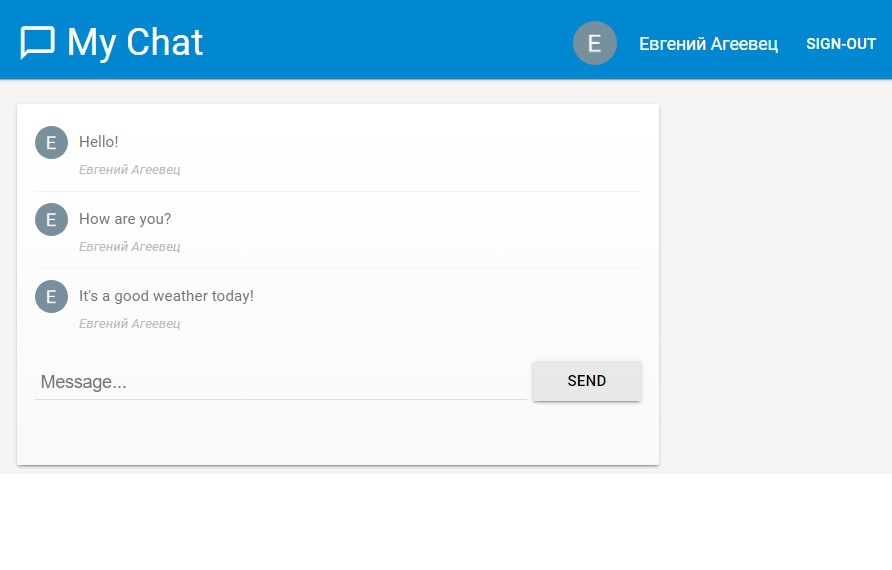 My Chat
E Евгений Агеевец SIGN-OUT
E Hello!
Евгений Агеевец
E How are you?
Евгений Агеевец
E It's a good weather today!
Евгений Агеевец
Message... SEND